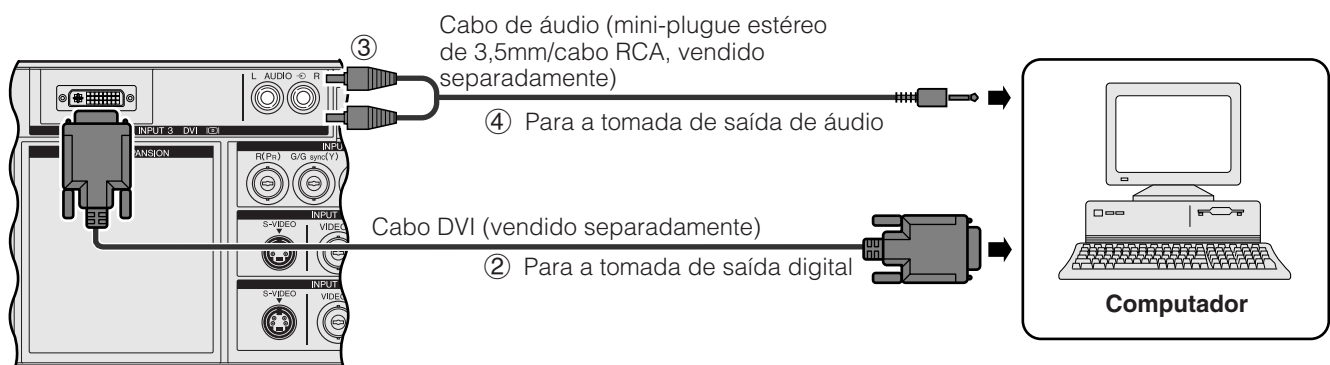 Cabo de áudio (mini-plugue estéreo
de 3,5mm/cabo RCA, vendido
separadamente)
③
L AUDIO R
④ Para a tomada de saída de áudio
INPUT 3 DVI
R(PR) G/G sync(Y)
Cabo DVI (vendido separadamente)
INPUT
S-VIDEO
② Para a tomada de saída digital
INPUT
S-VIDEO
Computador